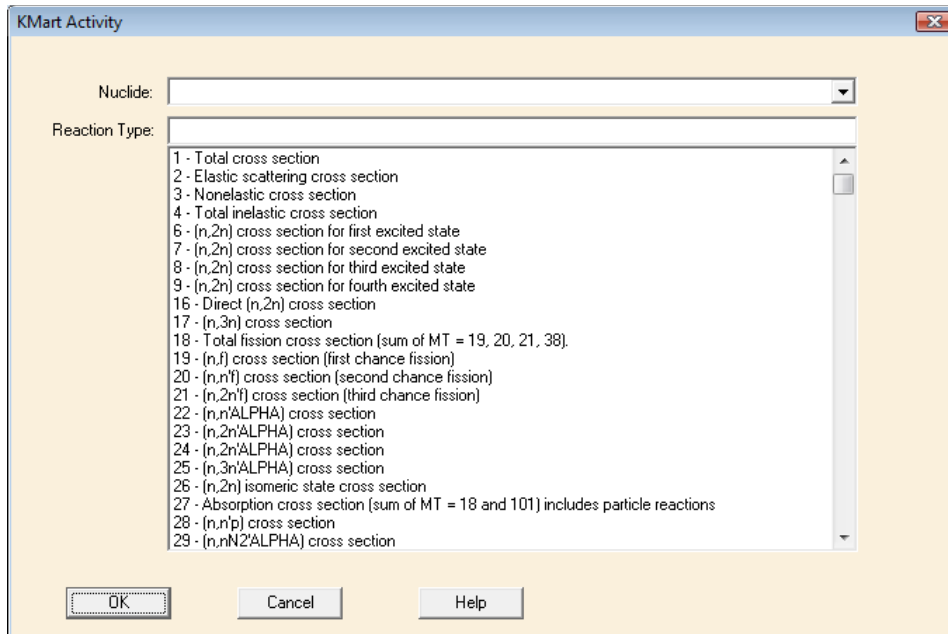 KMart Activity
Nuclide:
Reaction Type:
1 - Total cross section
2 - Elastic scattering cross section
3 - Nonelastic cross section
4 - Total inelastic cross section
6 - (n,2n) cross section for first excited state
7 - (n,2n) cross section for second excited state
8 - (n,2n) cross section for third excited state
9 - (n,2n) cross section for fourth excited state
16 - Direct (n,2n) cross section
17 - (n,3n) cross section
18 - Total fission cross section (sum of MT = 19, 20, 21, 38).
19 - (n,f) cross section (first chance fission)
20 - (n,n'f) cross section (second chance fission)
21 - (n,2n'f) cross section (third chance fission)
22 - (n,n'ALPHA) cross section
23 - (n,2n'ALPHA) cross section
24 - (n,2n'ALPHA) cross section
25 - (n,3n'ALPHA) cross section
26 - (n,2n) isomeric state cross section
27 - Absorption cross section (sum of MT = 18 and 101) includes particle reactions
28 - (n,n'p) cross section
29 - (n,nN2'ALPHA) cross section
OK Cancel Help